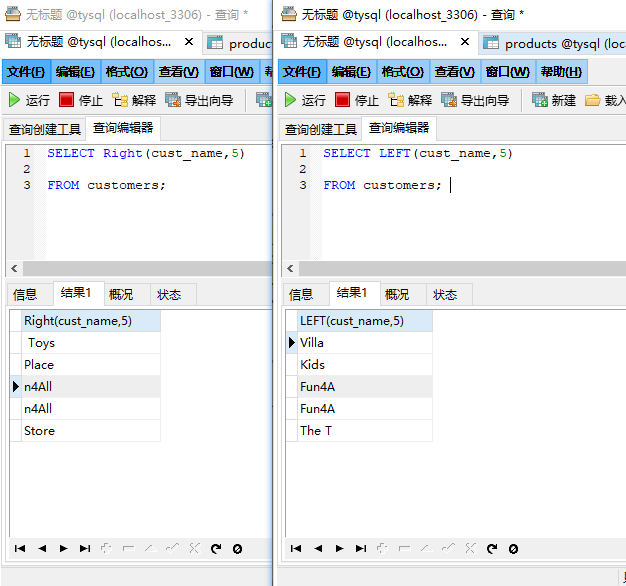 无标题 @tysql (localhost_3306) - 查询 *
无标题 @tysql (localhos... × product
文件(F) 编辑(E) 格式(O) 查看(V) 窗口(W)
运行 停止 解释 导出向导
查询创建工具 查询编辑器
1 SELECT Right(cust_name,5)
2
3 FROM customers;
信息 结果1 概况 状态
Right(cust_name,5)
Toys
Place
n4All
n4All
Store
无标题 @tysql (localhost_3306) - 查询 *
无标题 @tysql (localhos... × products @tysql (loca
文件(F) 编辑(E) 格式(O) 查看(V) 窗口(W) 帮助(H)
运行 停止 解释 导出向导 新建 载入
查询创建工具 查询编辑器
1 SELECT LEFT(cust_name,5)
2
3 FROM customers;
信息 结果1 概况 状态
LEFT(cust_name,5)
Villa
Kids
Fun4A
Fun4A
The T